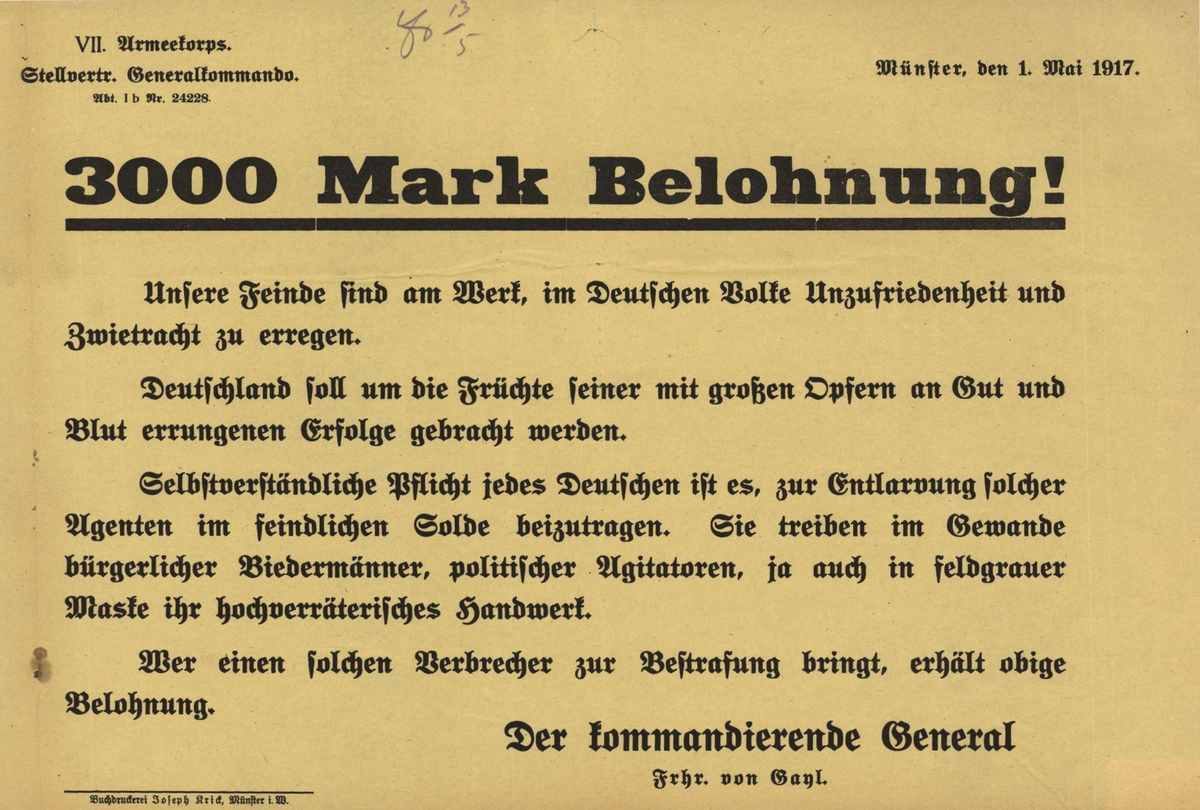 VII. Armeekorps.
Stellvertr. Generalkommando.
Abt. I b Nr. 24228.
13
5
Münster, den 1. Mai 1917.
3000 Mark Belohnung!
Unsere Feinde sind am Werk, im Deutschen Volke Unzufriedenheit und
Zwietracht zu erregen.
Deutschland soll um die Früchte seiner mit großen Opfern an Gut und
Blut errungenen Erfolge gebracht werden.
Selbstverständliche Pflicht jedes Deutschen ist es, zur Entlarvung solcher
Agenten im feindlichen Solde beizutragen. Sie treiben im Gewande
bürgerlicher Biedermänner, politischer Agitatoren, ja auch in feldgrauer
Maske ihr hochverräterisches Handwerk.
Wer einen solchen Verbrecher zur Bestrafung bringt, erhält obige
Belohnung.
Der kommandierende General
Frhr. von Gayl.
Buchdruckerei Joseph Krick, Münster i. W.